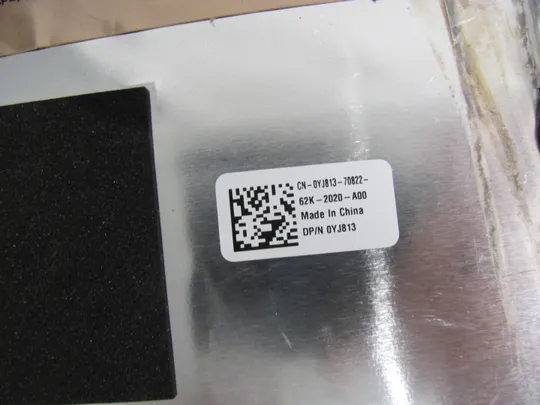 CN-0YJ813-70822-
62K-2020-A00
Made In China
DP/N 0YJ813